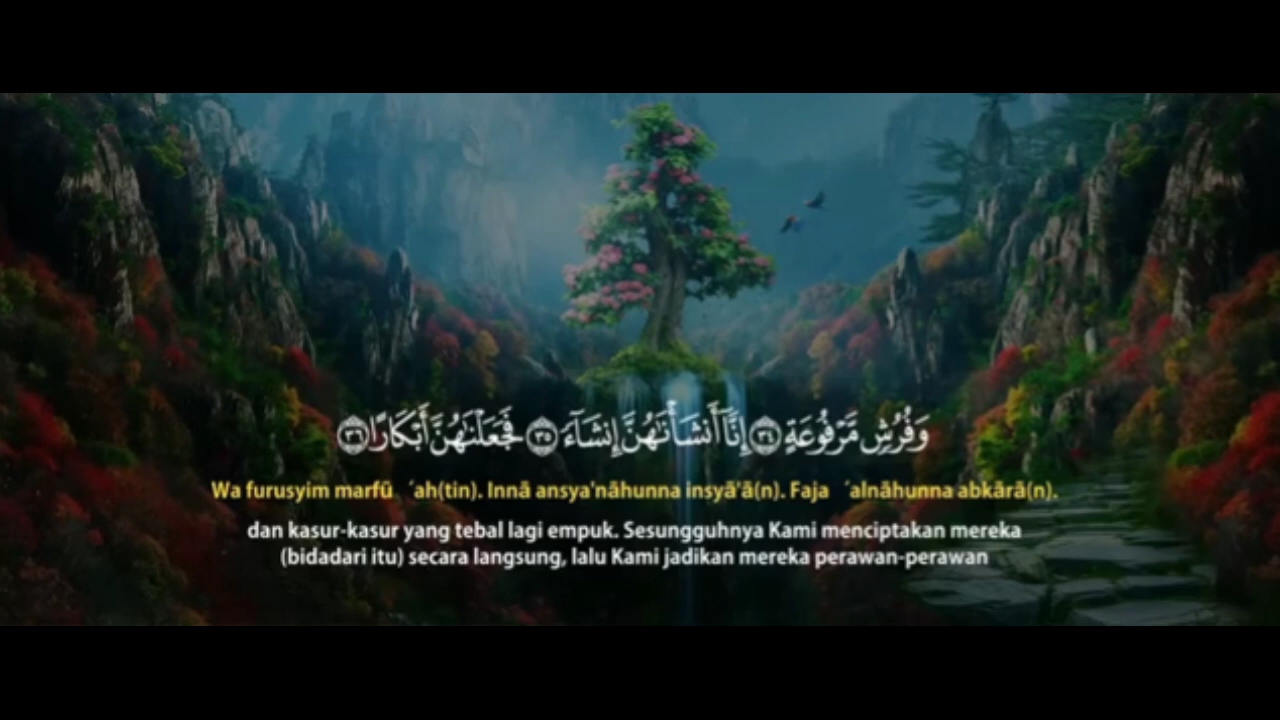 وَفُرُشٍ مَّرْفُوعَةٍ ٣٤ إِنَّآ أَنشَأْنَٰهُنَّ إِنشَآءً ٣٥ فَجَعَلْنَٰهُنَّ أَبْكَارًا ٣٦
Wa furusyim marfū ‘ah(tin). Innā ansya'nāhunna insyā'ā(n). Faja ‘alnāhunna abkārā(n).
dan kasur-kasur yang tebal lagi empuk. Sesungguhnya Kami menciptakan mereka
(bidadari itu) secara langsung, lalu Kami jadikan mereka perawan-perawan